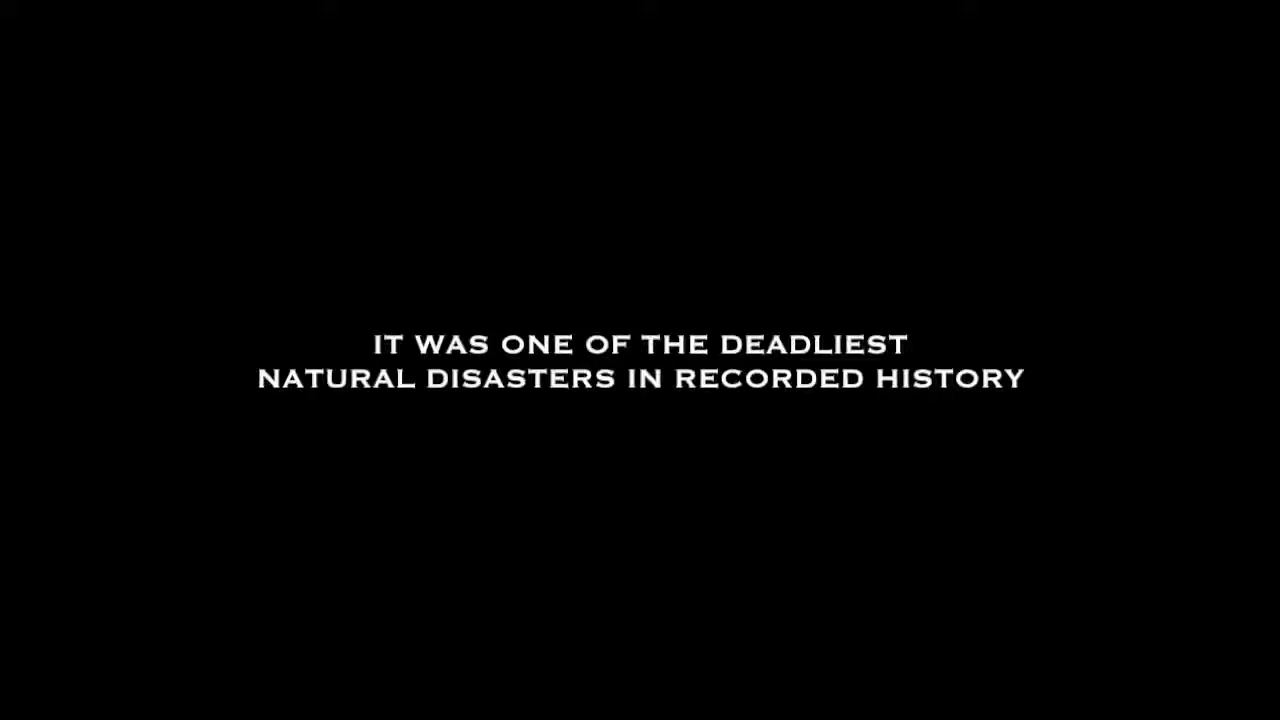 IT WAS ONE OF THE DEADLIEST
NATURAL DISASTERS IN RECORDED HISTORY